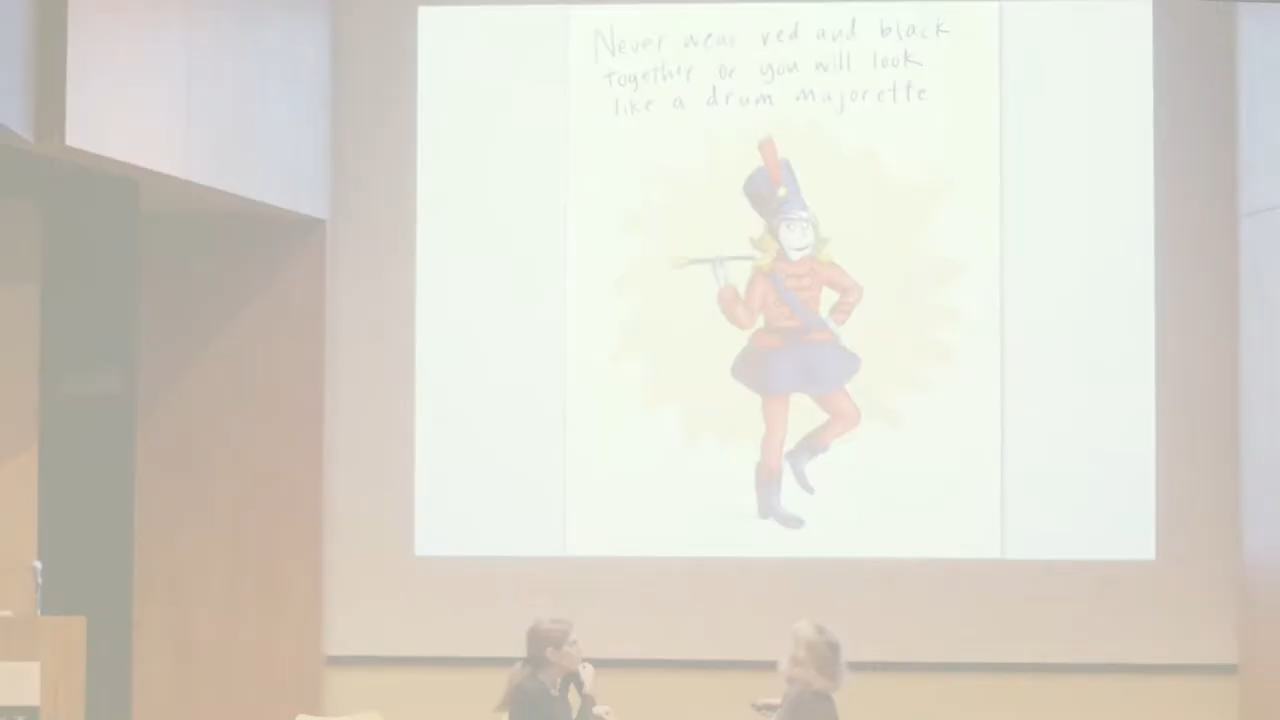 Never wear red and black
together or you will look
like a drum majorette